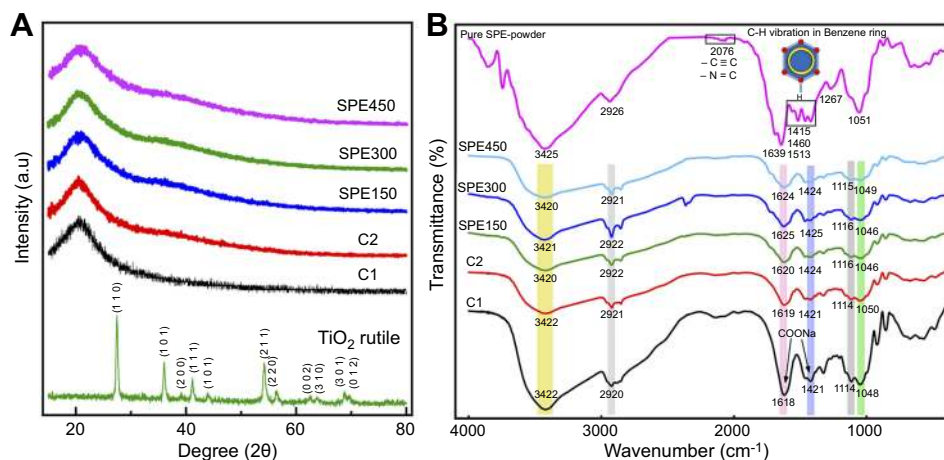 A
Intensity (a.u)
SPE450
SPE300
SPE150
C2
C1
TiO2 rutile
(1 1 0)
(1 0 1)
(2 0 0)
(1 1 1)
(1 0 1)
(2 1 1)
(2 2 0)
(0 0 2)
(3 1 0)
(3 0 1)
(0 1 2)
20 40 60 80
Degree (2θ)
B
Transmittance (%)
Pure SPE-powder
2076
– C ≡ C
– N = C
C-H vibration in Benzene ring
H
3425
2926
1639
1415
1460
1513
1267
1051
SPE450
3420 2921 1624 1424 1115 1049
SPE300
3421 2922 1625 1425 1116 1046
SPE150
3420 2922 1620 1424 1116 1046
C2
3422 2921 1619 1421 1114 1050
C1
COONa
3422 2920 1618 1421 1114 1048
4000 3000 2000 1000
Wavenumber (cm-1)